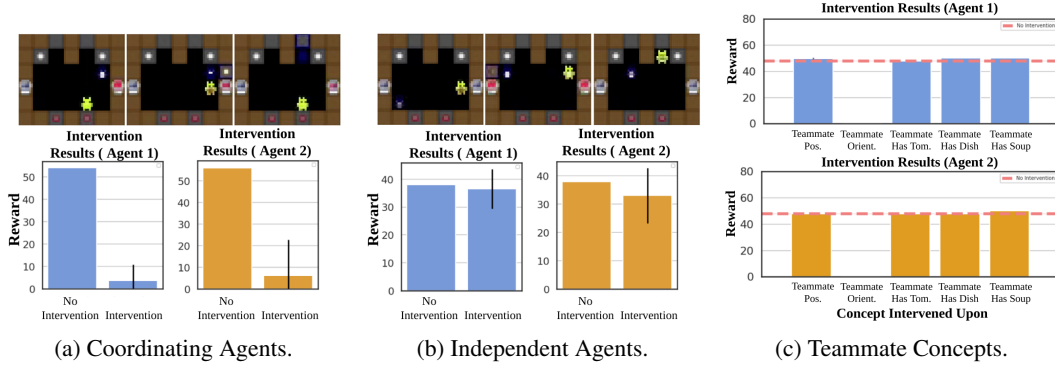 Intervention
Results ( Agent 1)
Reward
50
40
30
20
10
0
No
Intervention
Intervention
Intervention
Results ( Agent 2)
50
40
30
20
10
0
No
Intervention
Intervention
(a) Coordinating Agents.
Intervention
Results ( Agent 1)
Reward
40
30
20
10
0
No
Intervention
Intervention
Intervention
Results ( Agent 2)
40
30
20
10
0
No
Intervention
Intervention
(b) Independent Agents.
Intervention Results (Agent 1)
No Intervention
Reward
80
60
40
20
0
Teammate Pos.
Teammate Orient.
Teammate Has Tom.
Teammate Has Dish
Teammate Has Soup
Intervention Results (Agent 2)
No Intervention
Reward
80
60
40
20
0
Teammate Pos.
Teammate Orient.
Teammate Has Tom.
Teammate Has Dish
Teammate Has Soup
Concept Intervened Upon
(c) Teammate Concepts.